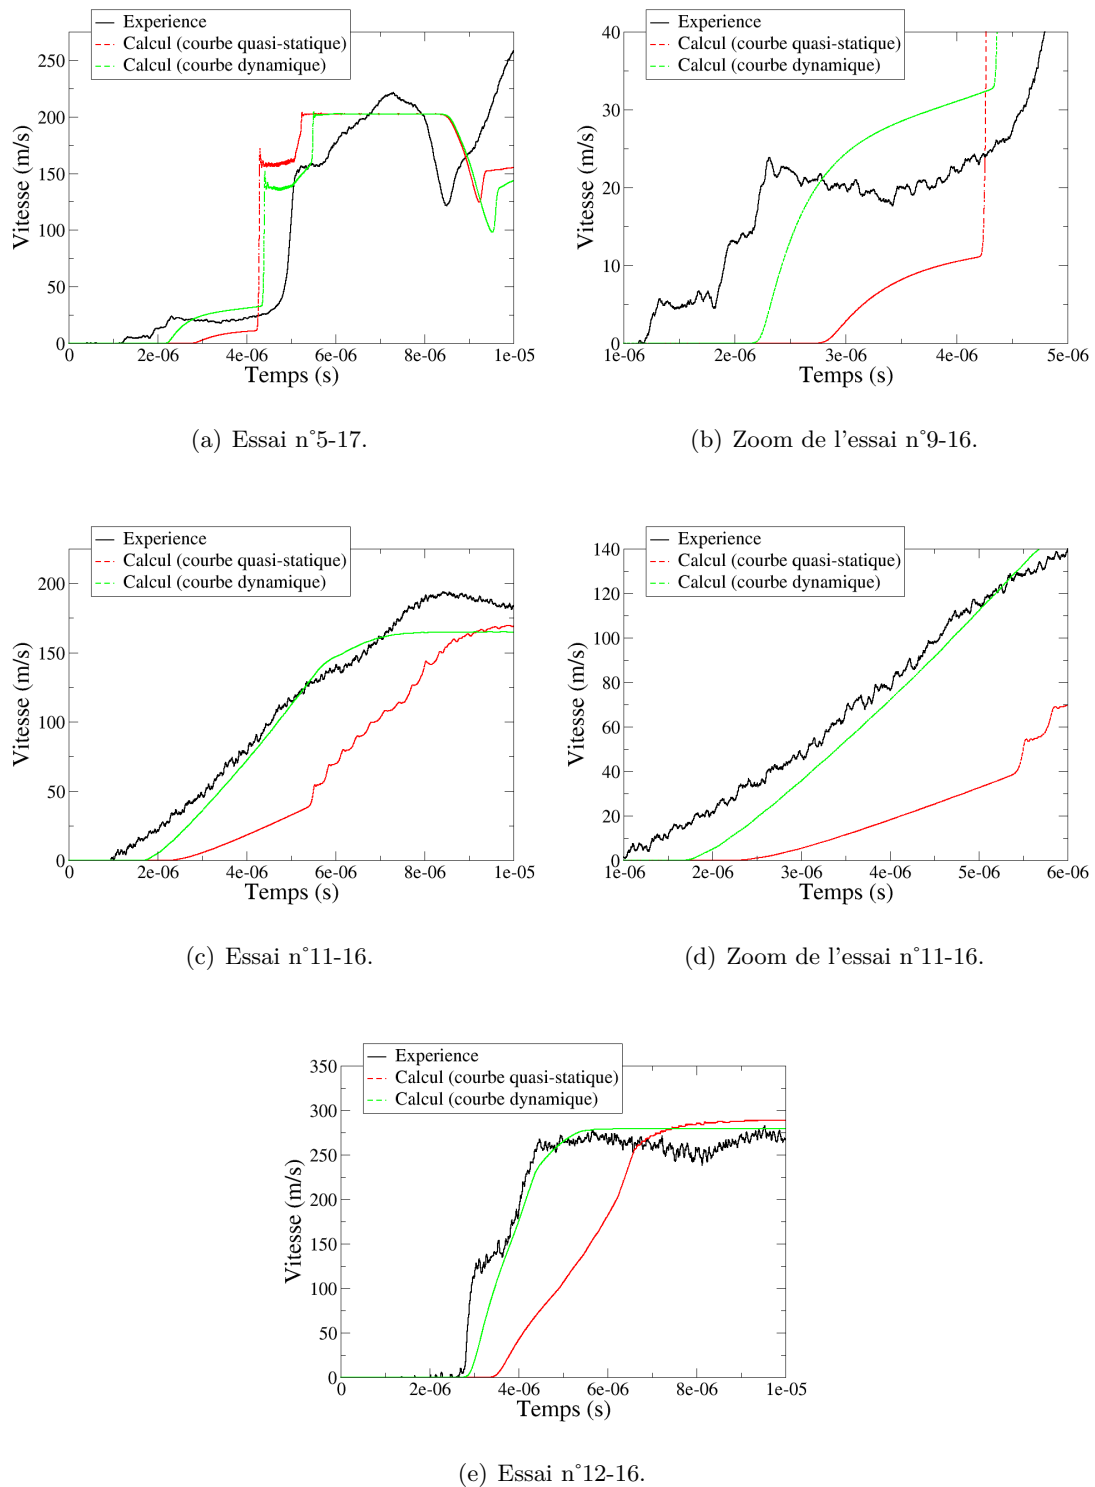 Experience
Calcul (courbe quasi-statique)
Calcul (courbe dynamique)
250
200
150
100
50
0
Vitesse (m/s)
0 2e-06 4e-06 6e-06 8e-06 1e-05
Temps (s)
(a) Essai n°5-17.
Experience
Calcul (courbe quasi-statique)
Calcul (courbe dynamique)
40
30
20
10
0
Vitesse (m/s)
1e-06 2e-06 3e-06 4e-06 5e-06
Temps (s)
(b) Zoom de l'essai n°9-16.
Experience
Calcul (courbe quasi-statique)
Calcul (courbe dynamique)
200
150
100
50
0
Vitesse (m/s)
0 2e-06 4e-06 6e-06 8e-06 1e-05
Temps (s)
(c) Essai n°11-16.
Experience
Calcul (courbe quasi-statique)
Calcul (courbe dynamique)
140
120
100
80
60
40
20
0
Vitesse (m/s)
1e-06 2e-06 3e-06 4e-06 5e-06 6e-06
Temps (s)
(d) Zoom de l'essai n°11-16.
Experience
Calcul (courbe quasi-statique)
Calcul (courbe dynamique)
350
300
250
200
150
100
50
0
Vitesse (m/s)
0 2e-06 4e-06 6e-06 8e-06 1e-05
Temps (s)
(e) Essai n°12-16.